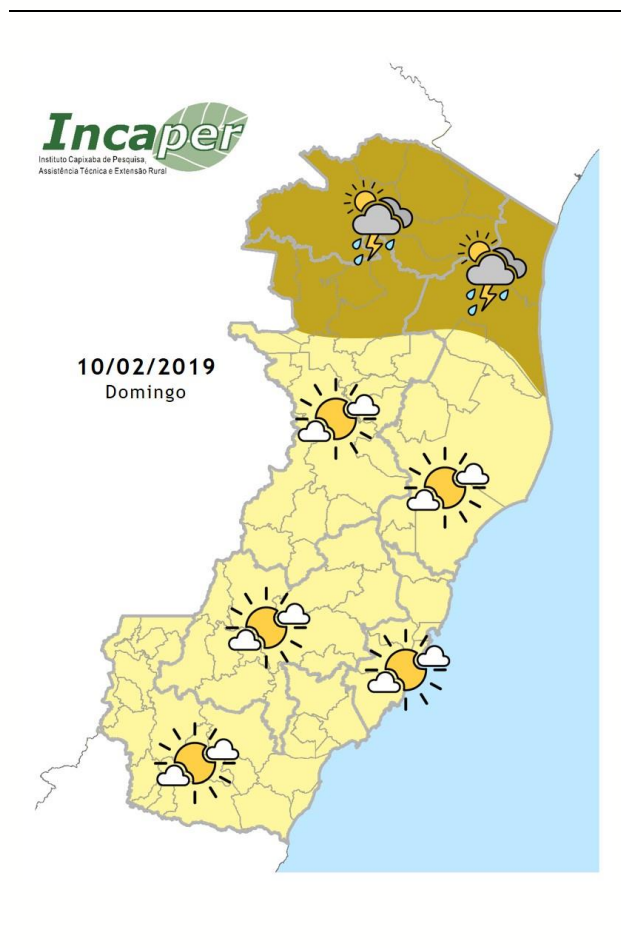 Incaper
Instituto Capixaba de Pesquisa,
Assistência Técnica e Extensão Rural
10/02/2019
Domingo